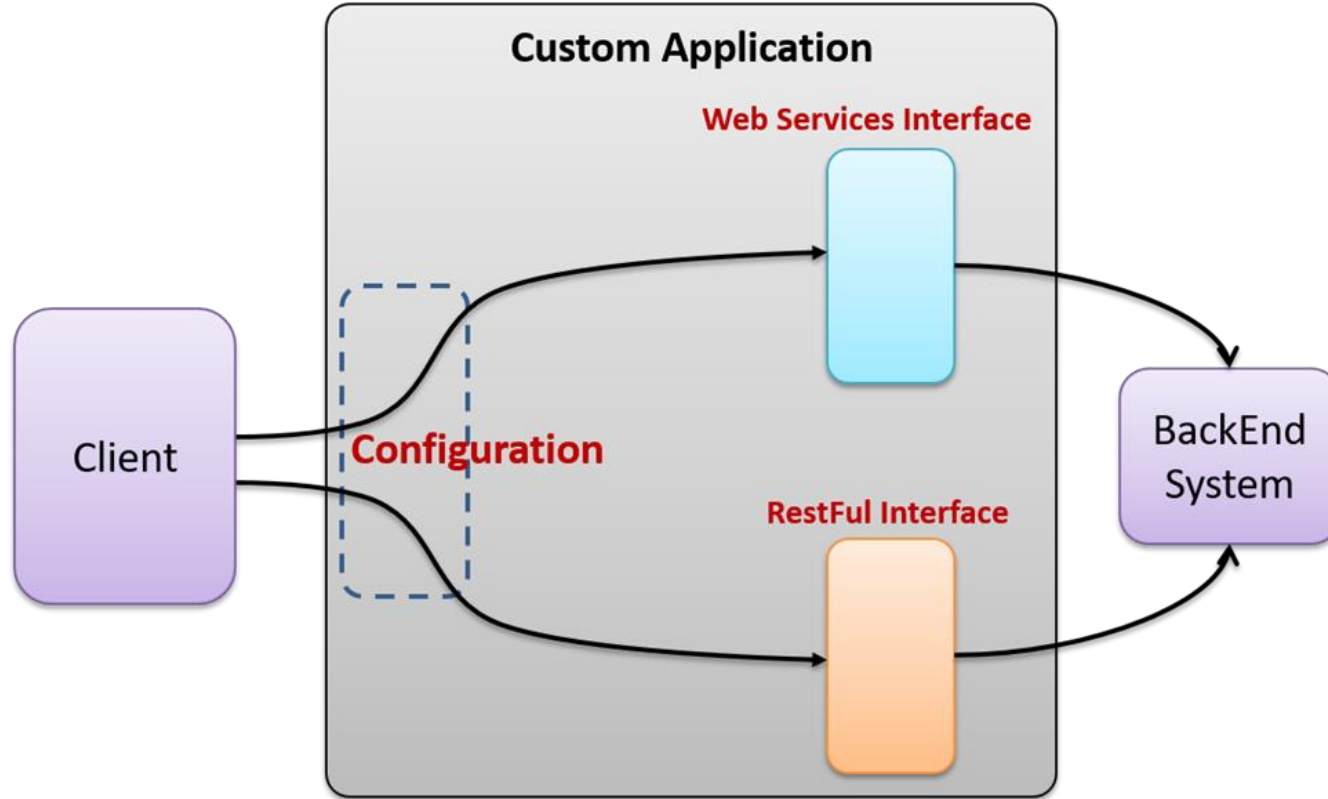 Custom Application
Web Services Interface
Client
Configuration
RestFul Interface
BackEnd
System